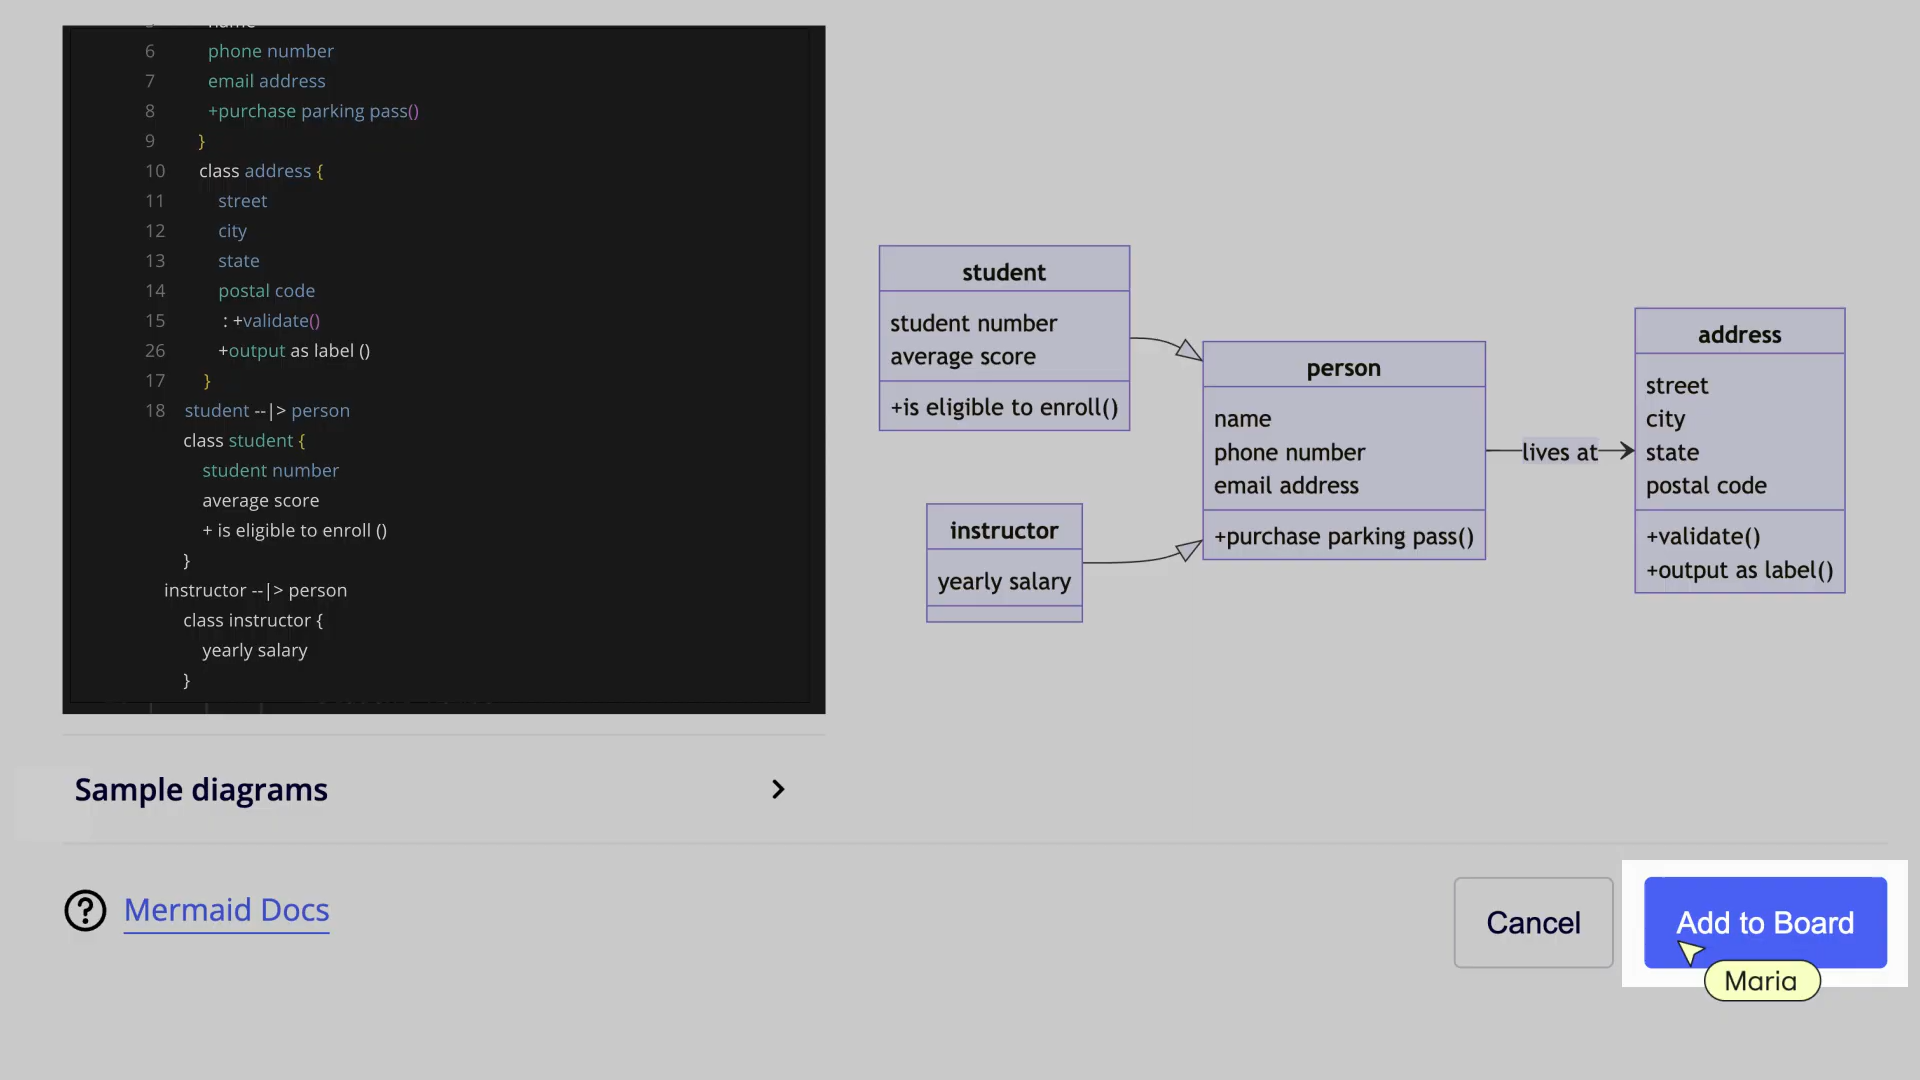 name
6 phone number
7 email address
8 +purchase parking pass()
9 }
10 class address {
11 street
12 city
13 state
14 postal code
15 : +validate()
26 +output as label ()
17 }
18 student --|> person
class student {
student number
average score
+ is eligible to enroll ()
}
instructor --|> person
class instructor {
yearly salary
}
student
student number
average score
+is eligible to enroll()
instructor
yearly salary
person
name
phone number
email address
+purchase parking pass()
lives at
address
street
city
state
postal code
+validate()
+output as label()
Sample diagrams
? Mermaid Docs
Cancel
Add to Board
Maria